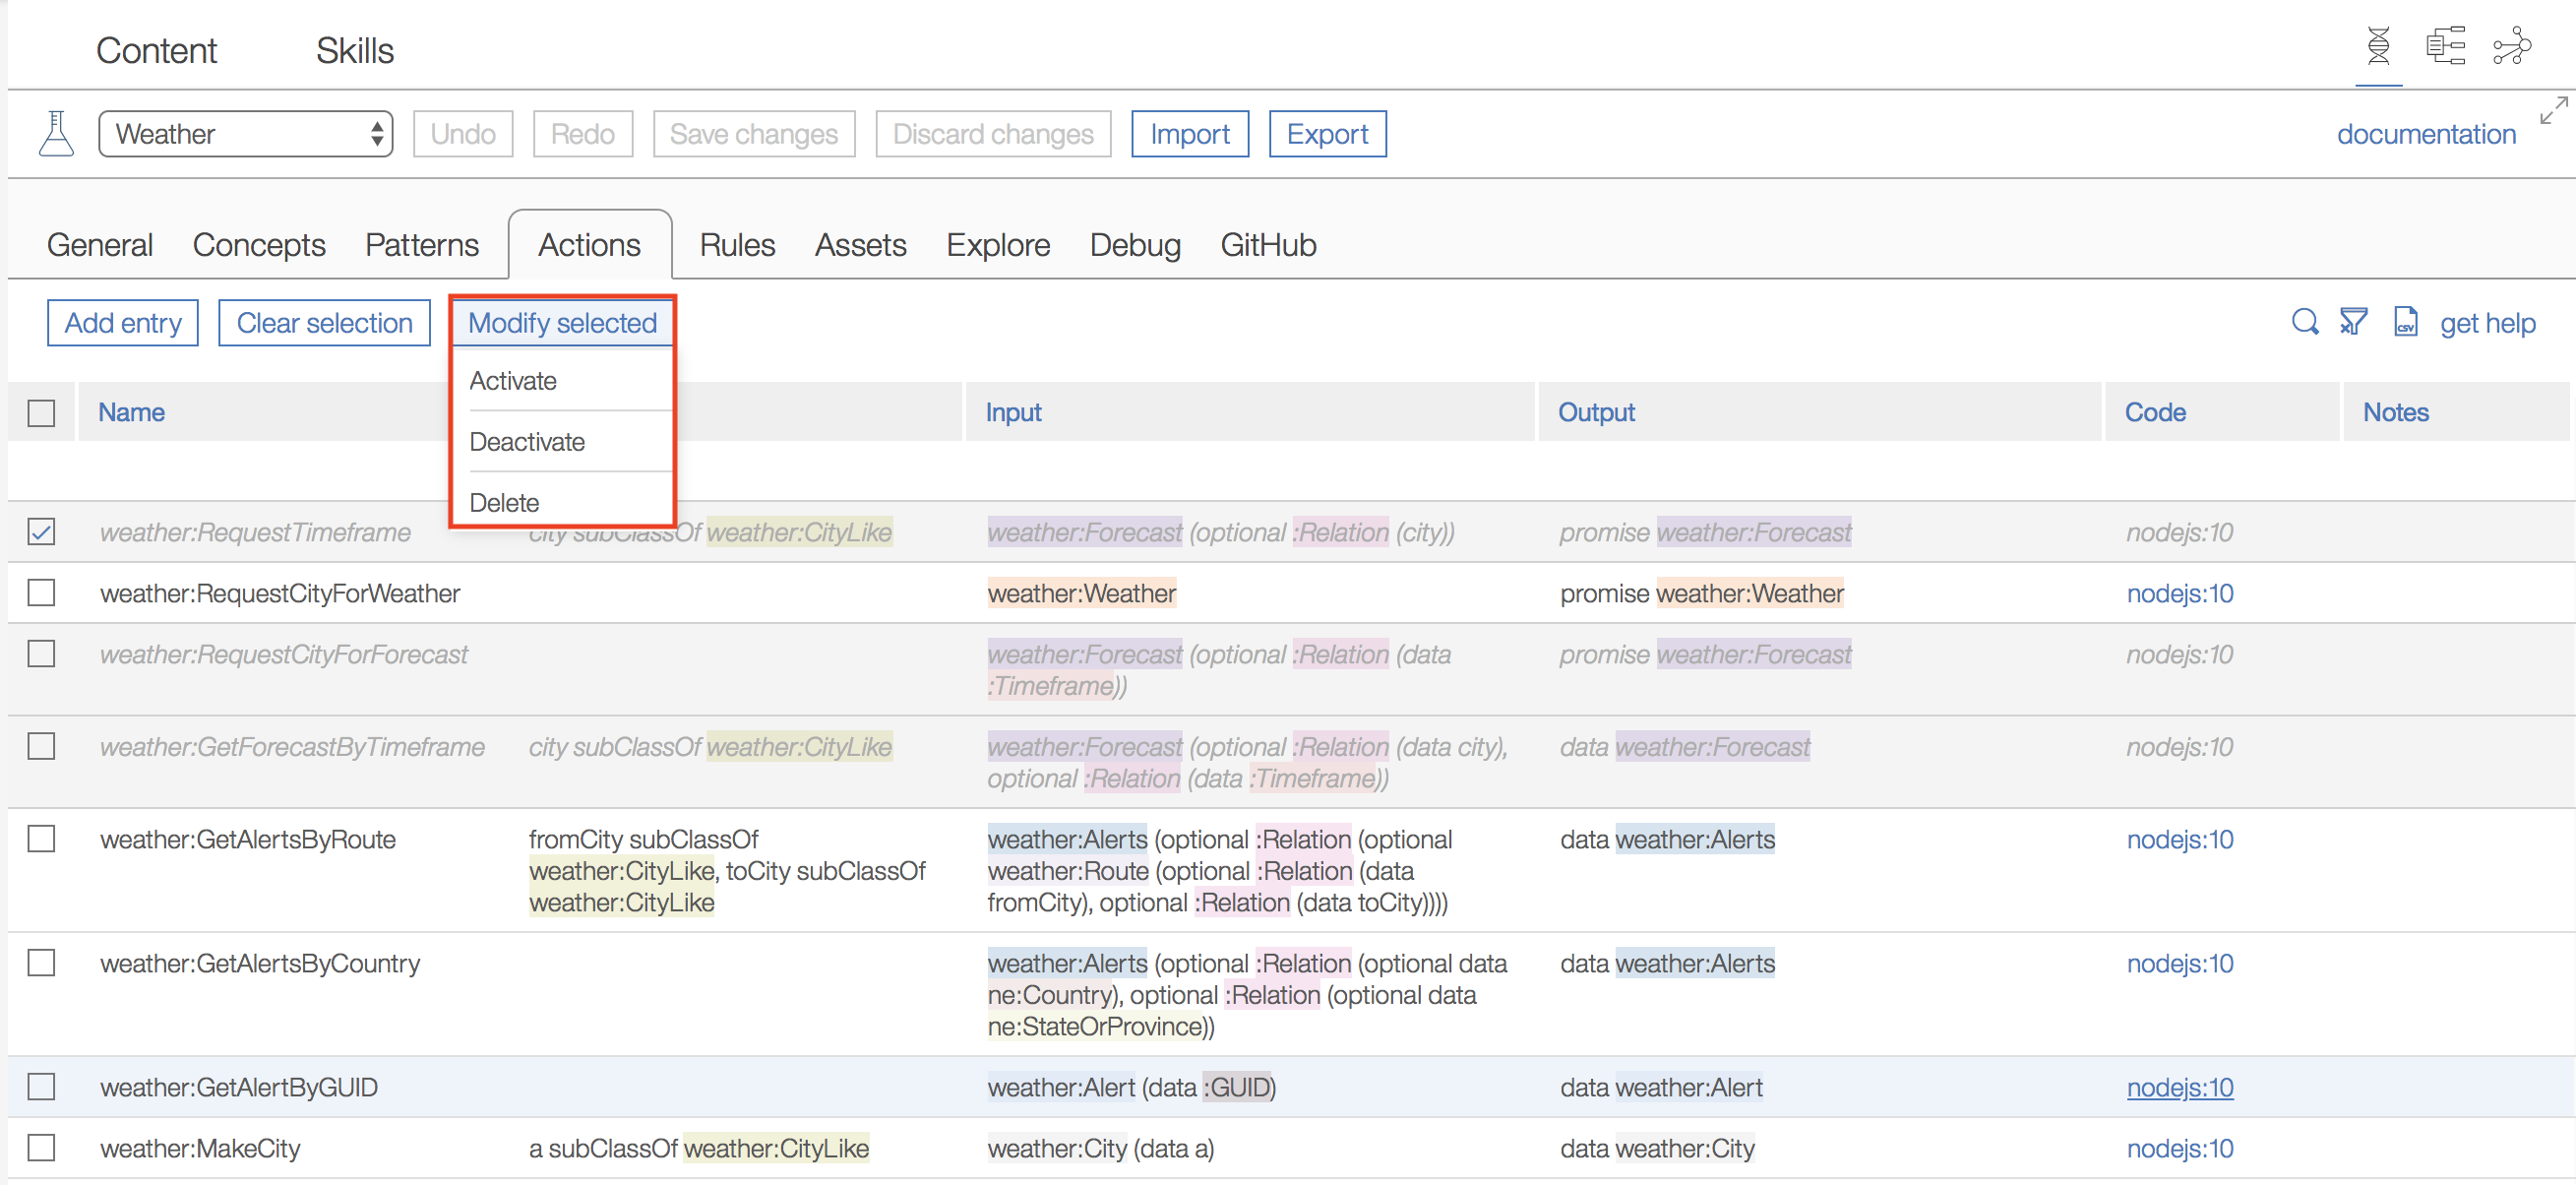 Content Skills
Weather Undo Redo Save changes Discard changes Import Export documentation
General Concepts Patterns Actions Rules Assets Explore Debug GitHub
Add entry Clear selection Modify selected CSV get help
Activate
Deactivate
Delete
Name Input Output Code Notes
weather:RequestTimeframe city subClassOf weather:CityLike weather:Forecast (optional :Relation (city)) promise weather:Forecast nodejs:10
weather:RequestCityForWeather weather:Weather promise weather:Weather nodejs:10
weather:RequestCityForForecast weather:Forecast (optional :Relation (data promise weather:Forecast nodejs:10
:Timeframe))
weather:GetForecastByTimeframe city subClassOf weather:CityLike weather:Forecast (optional :Relation (data city), data weather:Forecast nodejs:10
optional :Relation (data :Timeframe))
weather:GetAlertsByRoute fromCity subClassOf weather:Alerts (optional :Relation (optional data weather:Alerts nodejs:10
weather:CityLike, toCity subClassOf weather:Route (optional :Relation (data
weather:CityLike fromCity), optional :Relation (data toCity))))
weather:GetAlertsByCountry weather:Alerts (optional :Relation (optional data data weather:Alerts nodejs:10
ne:Country), optional :Relation (optional data
ne:StateOrProvince))
weather:GetAlertByGUID weather:Alert (data :GUID) data weather:Alert nodejs:10
weather:MakeCity a subClassOf weather:CityLike weather:City (data a) data weather:City nodejs:10